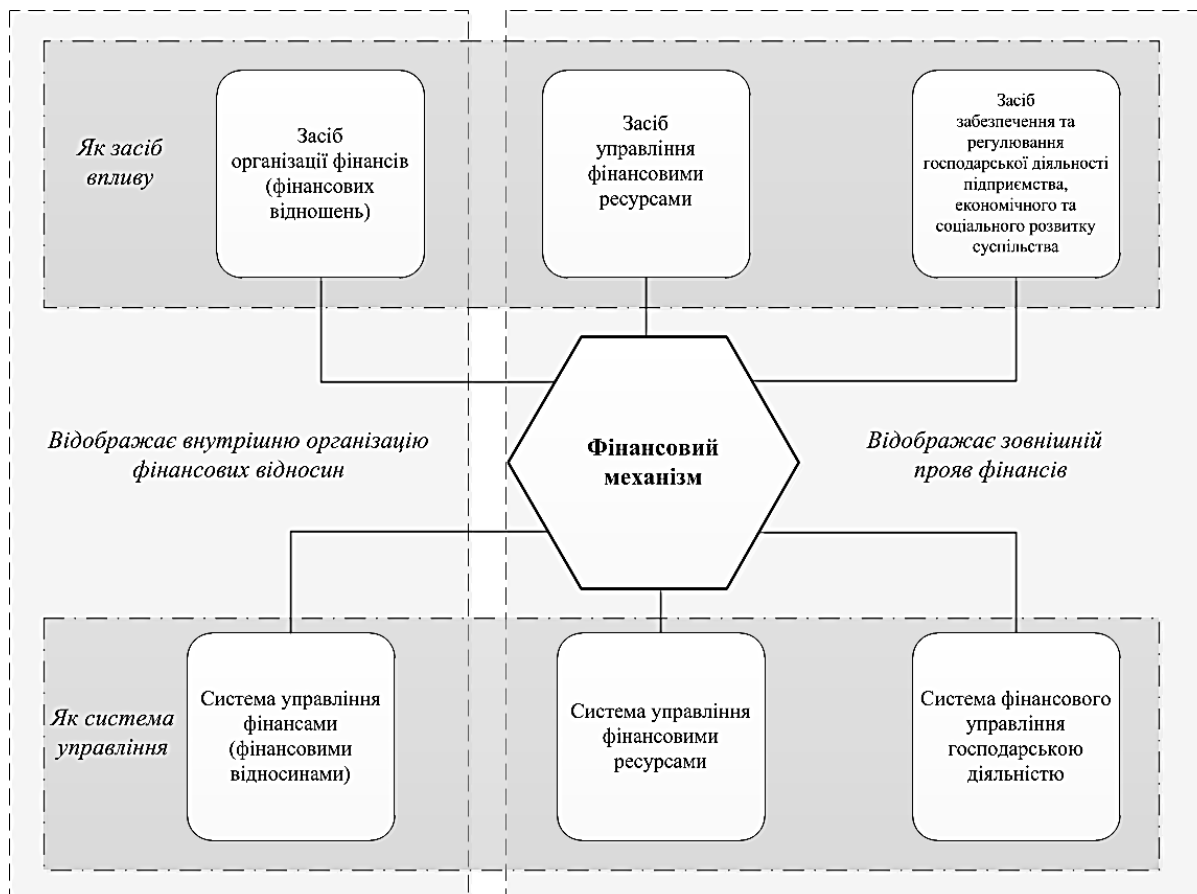 Як засіб
впливу
Засіб
організації фінансів
(фінансових
відношень)
Засіб
управління
фінансовими
ресурсами
Засіб
забезпечення та
регулювання
господарської діяльності
підприємства,
економічного та
соціального розвитку
суспільства
Відображає внутрішню організацію
фінансових відносин
Фінансовий
механізм
Відображає зовнішній
прояв фінансів
Як система
управління
Система управління
фінансами
(фінансовими
відносинами)
Система управління
фінансовими
ресурсами
Система фінансового
управління
господарською
діяльністю